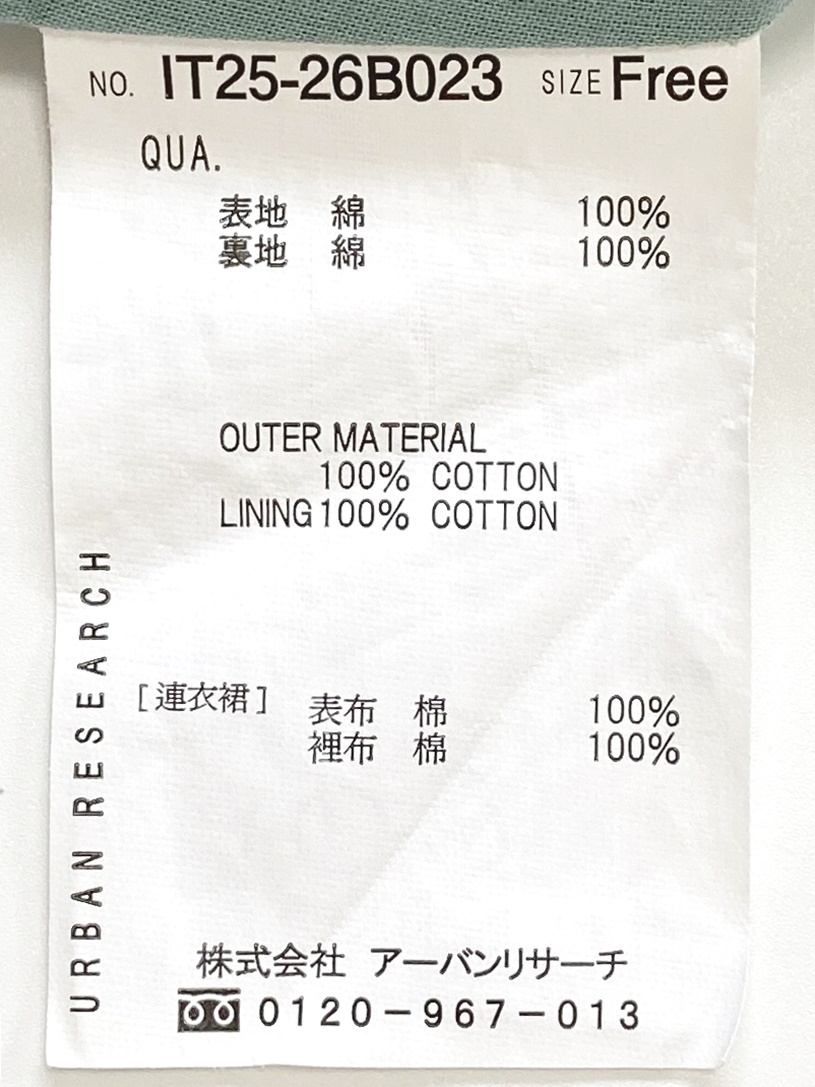 NO. IT25-26B023 SIZE Free
QUA.
表地 綿 100%
裏地 綿 100%
OUTER MATERIAL
100% COTTON
LINING 100% COTTON
[連衣裙] 表布 棉 100%
裡布 棉 100%
URBAN RESEARCH
株式会社 アーバンリサーチ
0120-967-013